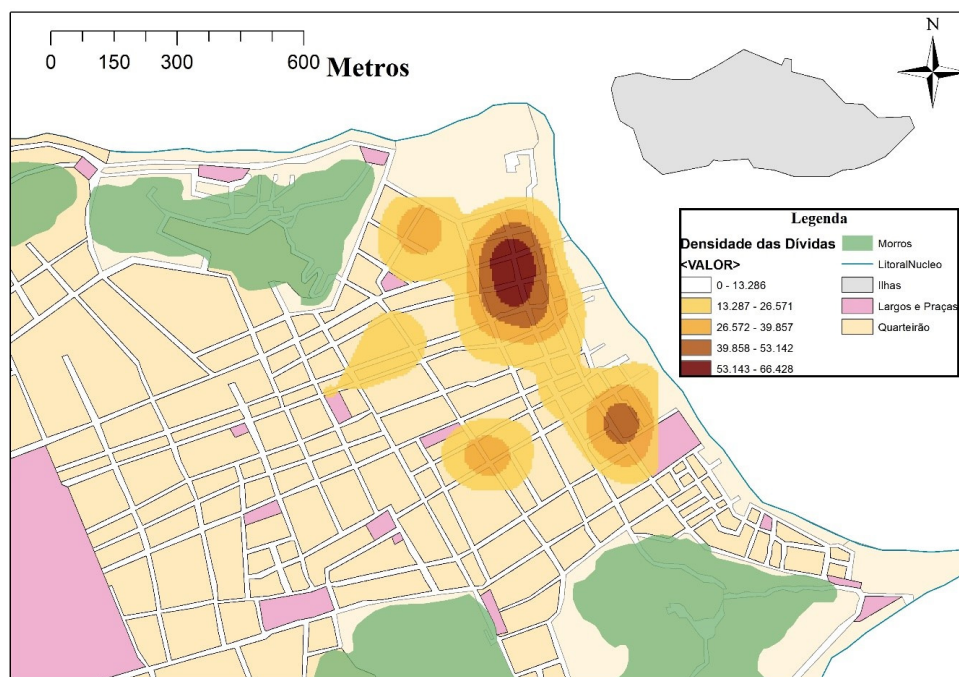 0 150 300 600 Metros
N
Legenda
Densidade das Dívidas
<VALOR>
0 - 13.286
13.287 - 26.571
26.572 - 39.857
39.858 - 53.142
53.143 - 66.428
Morros
LitoralNucleo
Ilhas
Largos e Praças
Quarteirão